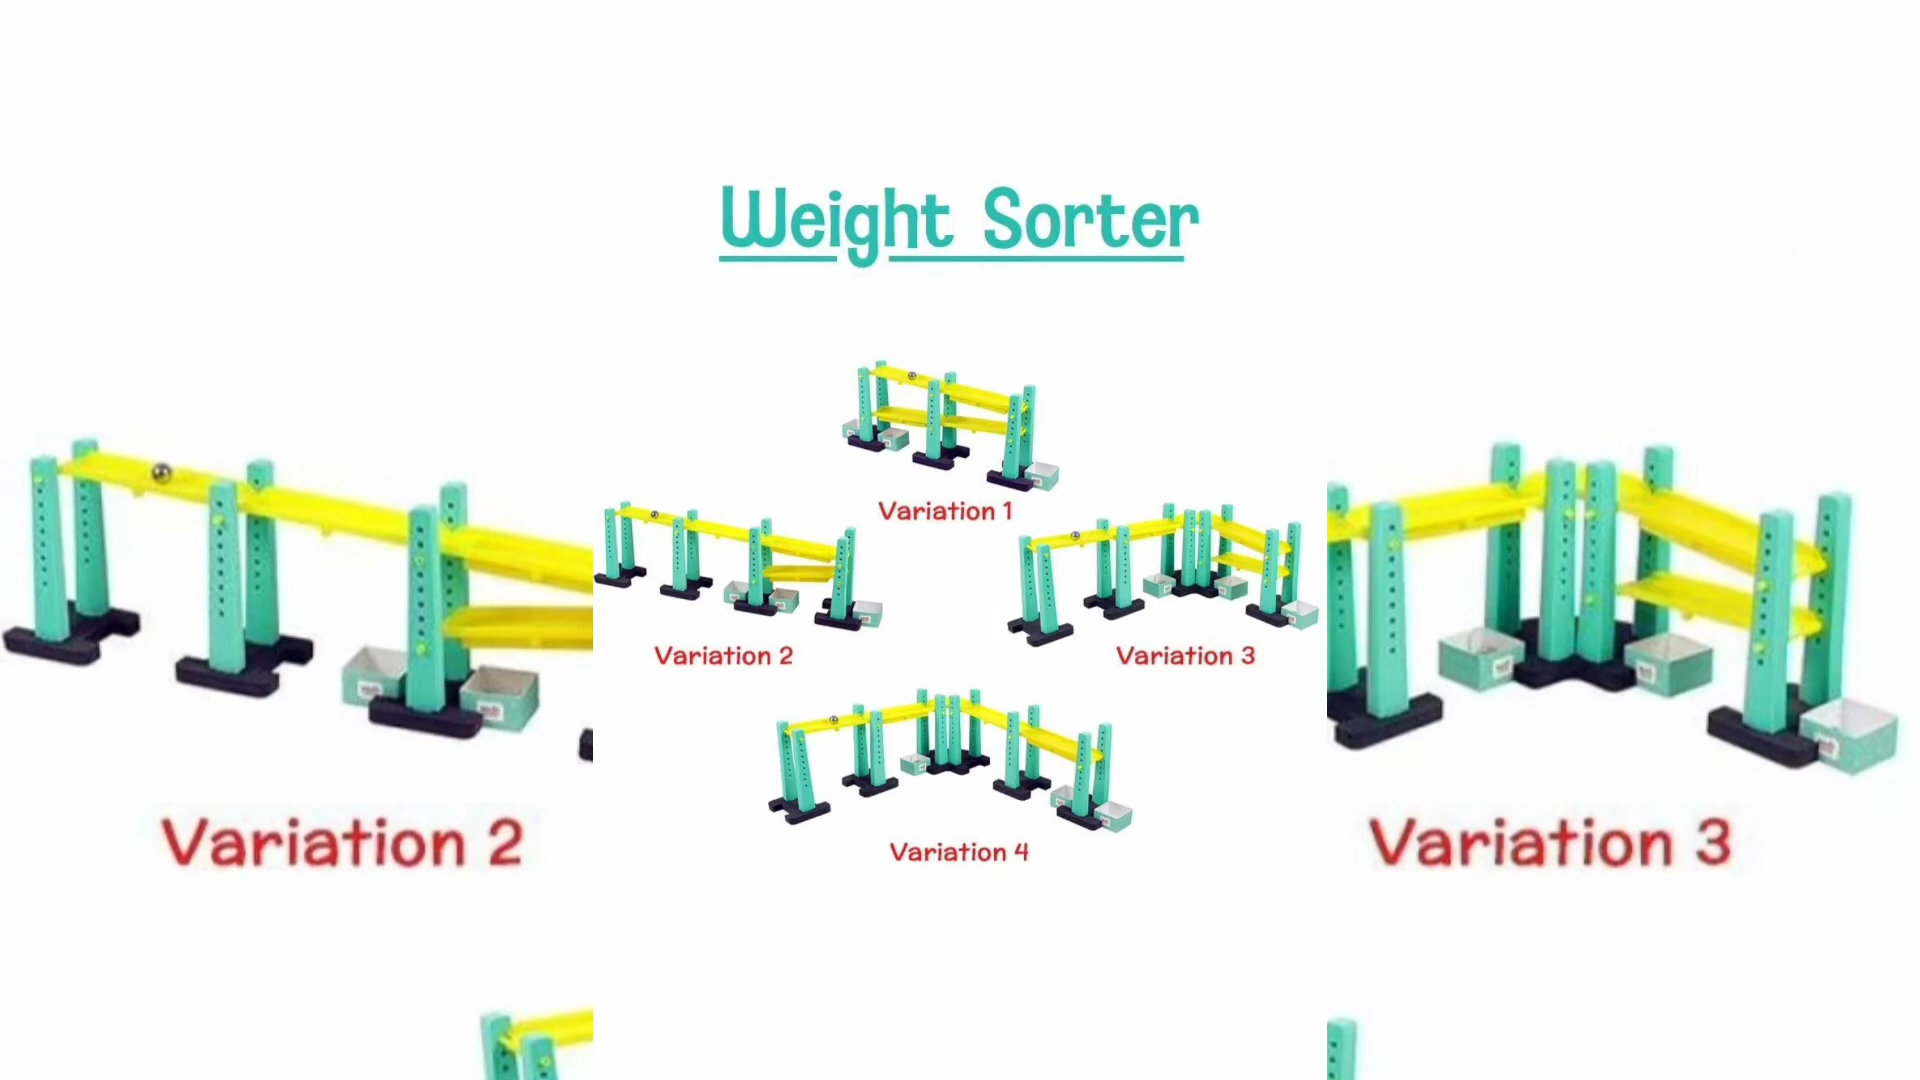 Weight Sorter
Variation 1
Variation 2
Variation 3
Variation 4
Variation 2
Variation 3